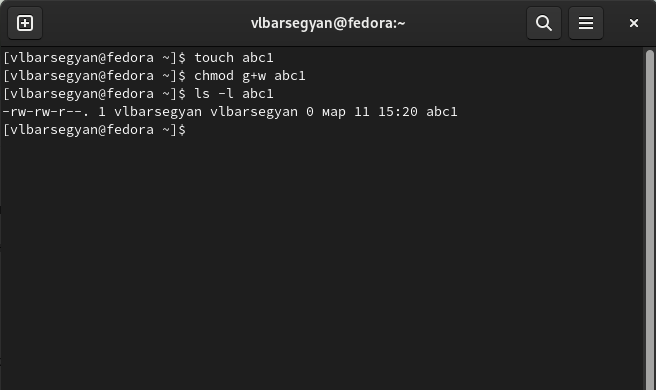 vlbarsegyan@fedora:~
[vlbarsegyan@fedora ~]$ touch abc1
[vlbarsegyan@fedora ~]$ chmod g+w abc1
[vlbarsegyan@fedora ~]$ ls -l abc1
-rw-rw-r--. 1 vlbarsegyan vlbarsegyan 0 мар 11 15:20 abc1
[vlbarsegyan@fedora ~]$